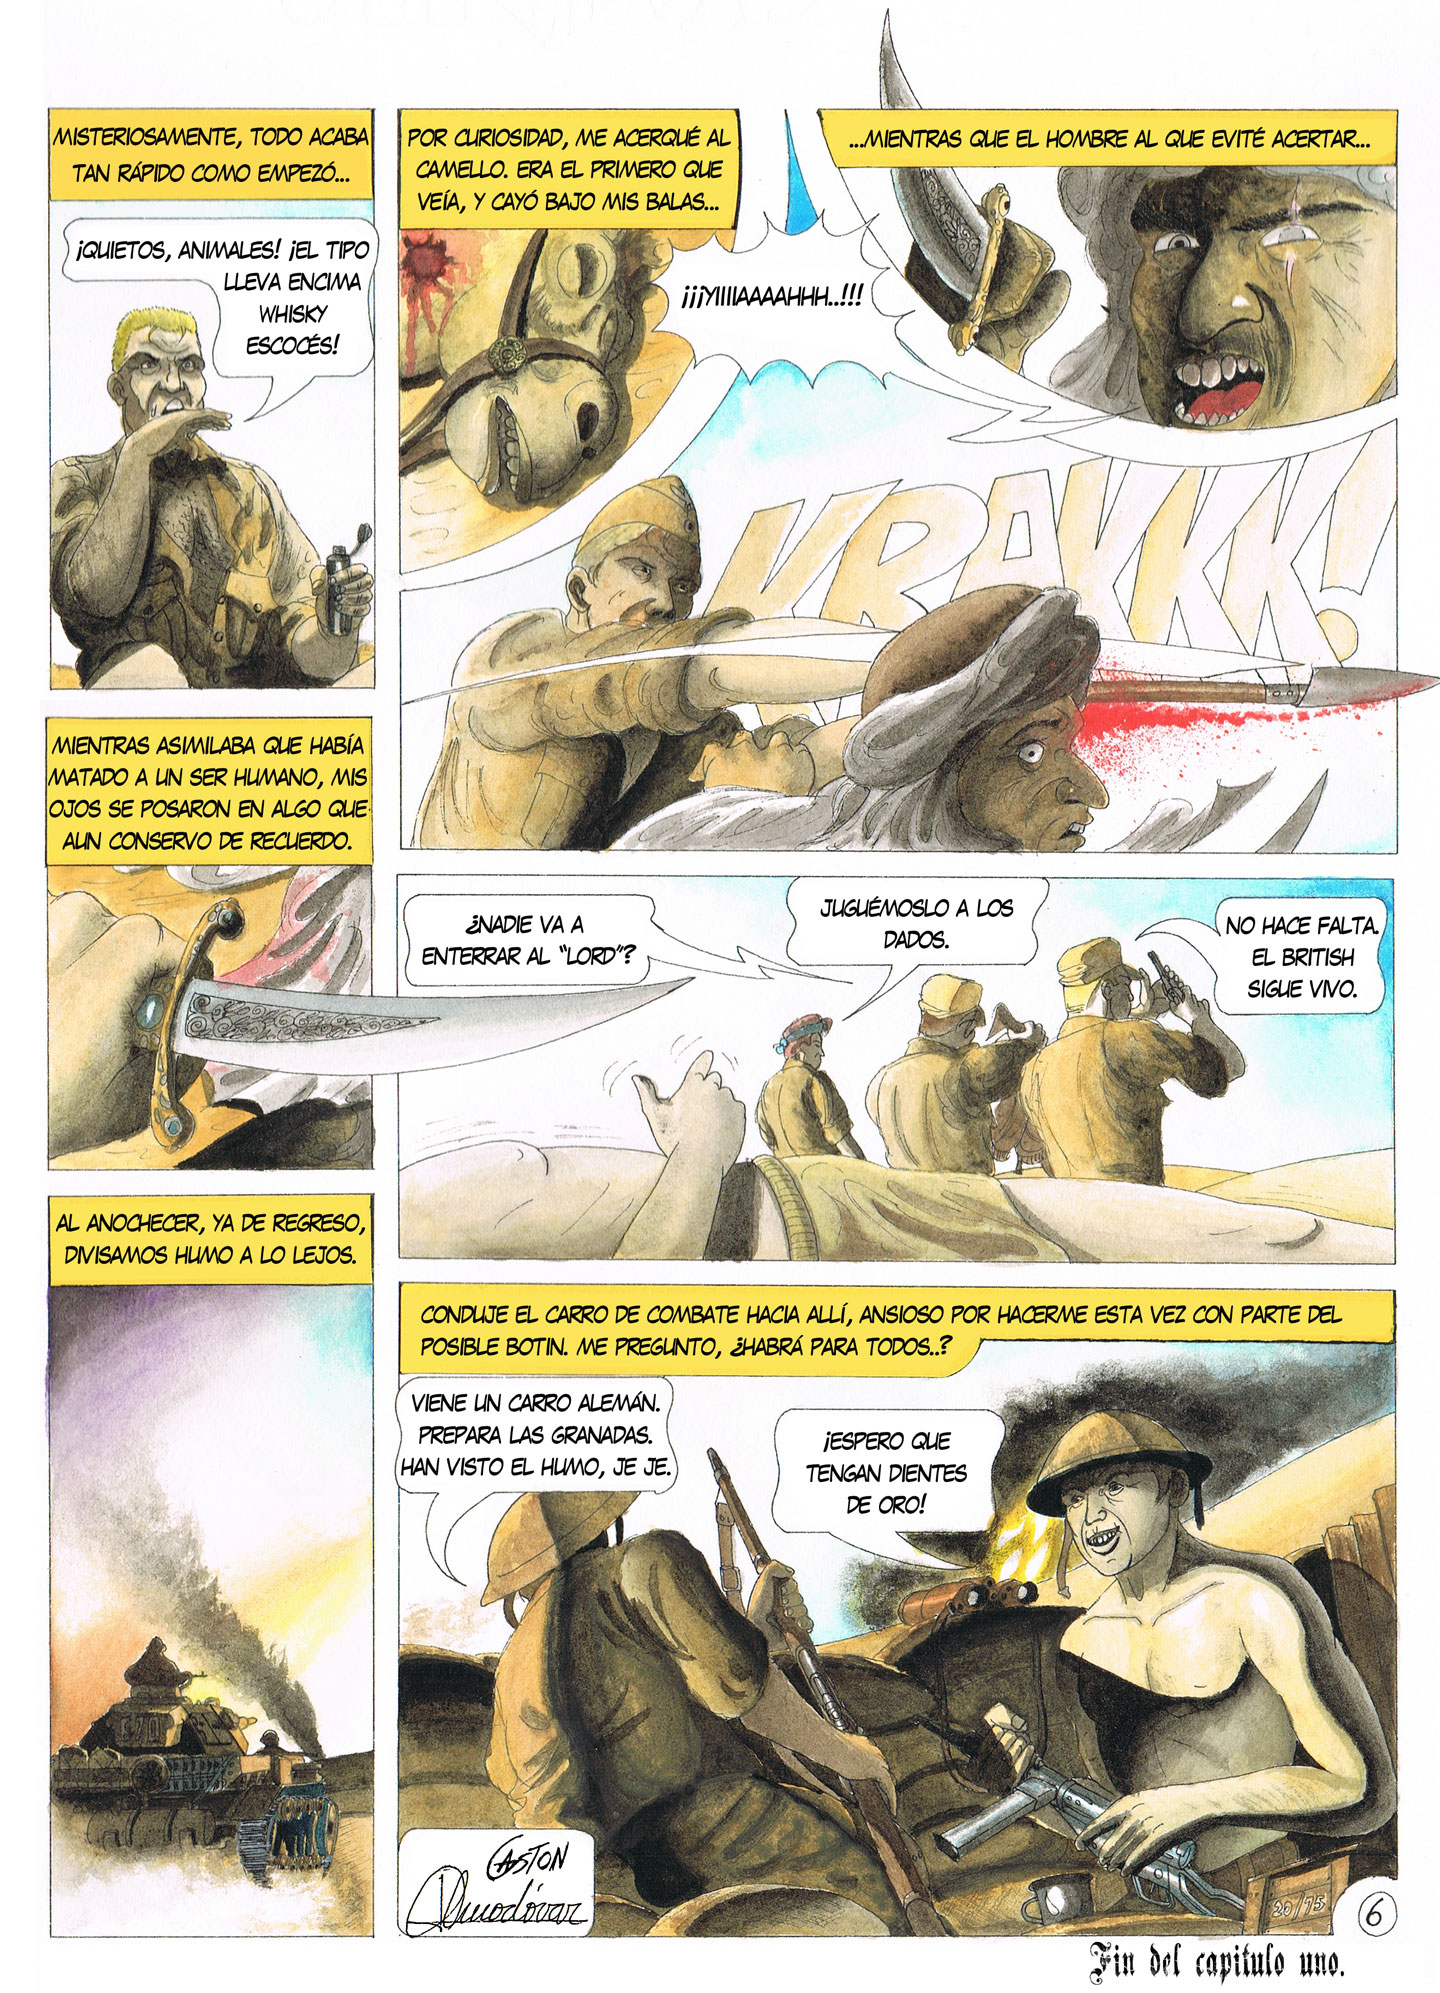 MISTERIOSAMENTE, TODO ACABA
TAN RÁPIDO COMO EMPEZÓ...
¡QUIETOS, ANIMALES! ¡EL TIPO
LLEVA ENCIMA
WHISKY
ESCOCÉS!
POR CURIOSIDAD, ME ACERQUÉ AL
CAMELLO. ERA EL PRIMERO QUE
VEÍA, Y CAYÓ BAJO MIS BALAS...
...MIENTRAS QUE EL HOMBRE AL QUE EVITÉ ACERTAR...
¡¡¡YIIIIAAAAHHH..!!!
KRAKKK!
MIENTRAS ASIMILABA QUE HABÍA
MATADO A UN SER HUMANO, MIS
OJOS SE POSARON EN ALGO QUE
AUN CONSERVO DE RECUERDO.
¿NADIE VA A
ENTERRAR AL "LORD"?
JUGUÉMOSLO A LOS
DADOS.
NO HACE FALTA.
EL BRITISH
SIGUE VIVO.
AL ANOCHECER, YA DE REGRESO,
DIVISAMOS HUMO A LO LEJOS.
CONDUJE EL CARRO DE COMBATE HACIA ALLÍ, ANSIOSO POR HACERME ESTA VEZ CON PARTE DEL
POSIBLE BOTIN. ME PREGUNTO, ¿HABRÁ PARA TODOS..?
VIENE UN CARRO ALEMÁN.
PREPARA LAS GRANADAS.
HAN VISTO EL HUMO, JE JE.
¡ESPERO QUE
TENGAN DIENTES
DE ORO!
GASTON
Almodóvar
20/75
6
Fin del capitulo uno.